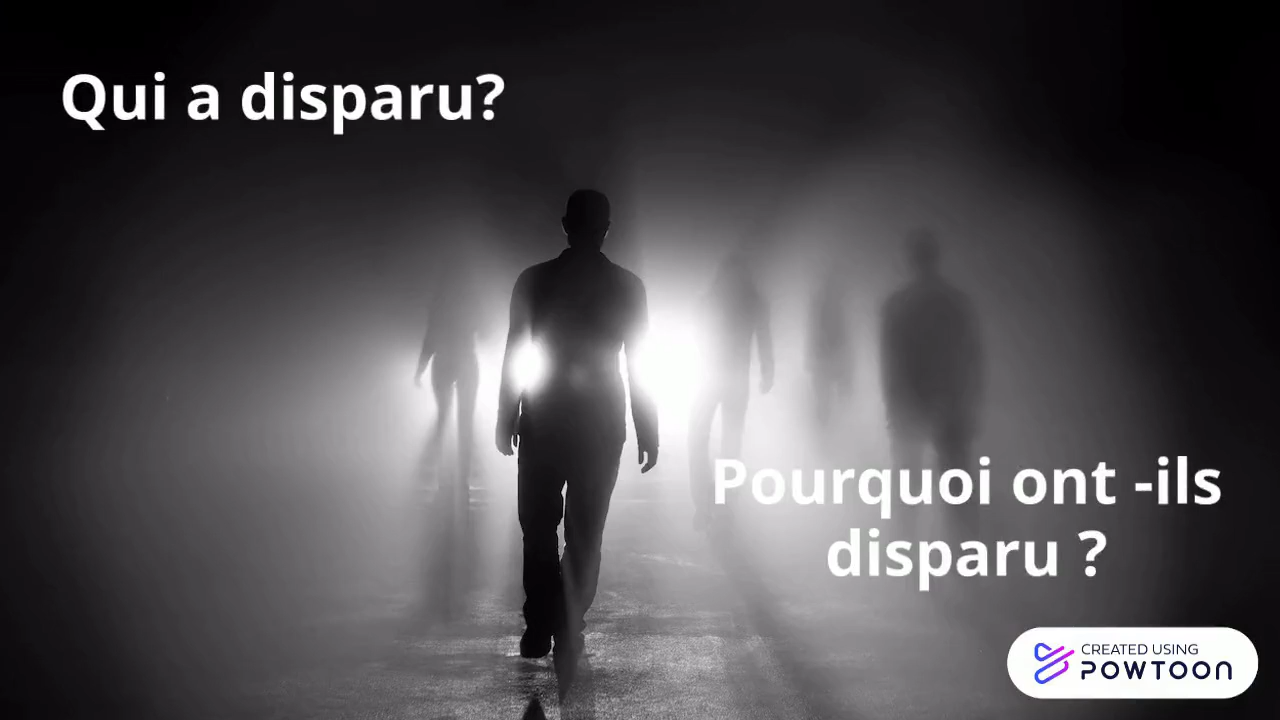 Qui a disparu?
Pourquoi ont -ils
disparu ?
CREATED USING
POWTOON